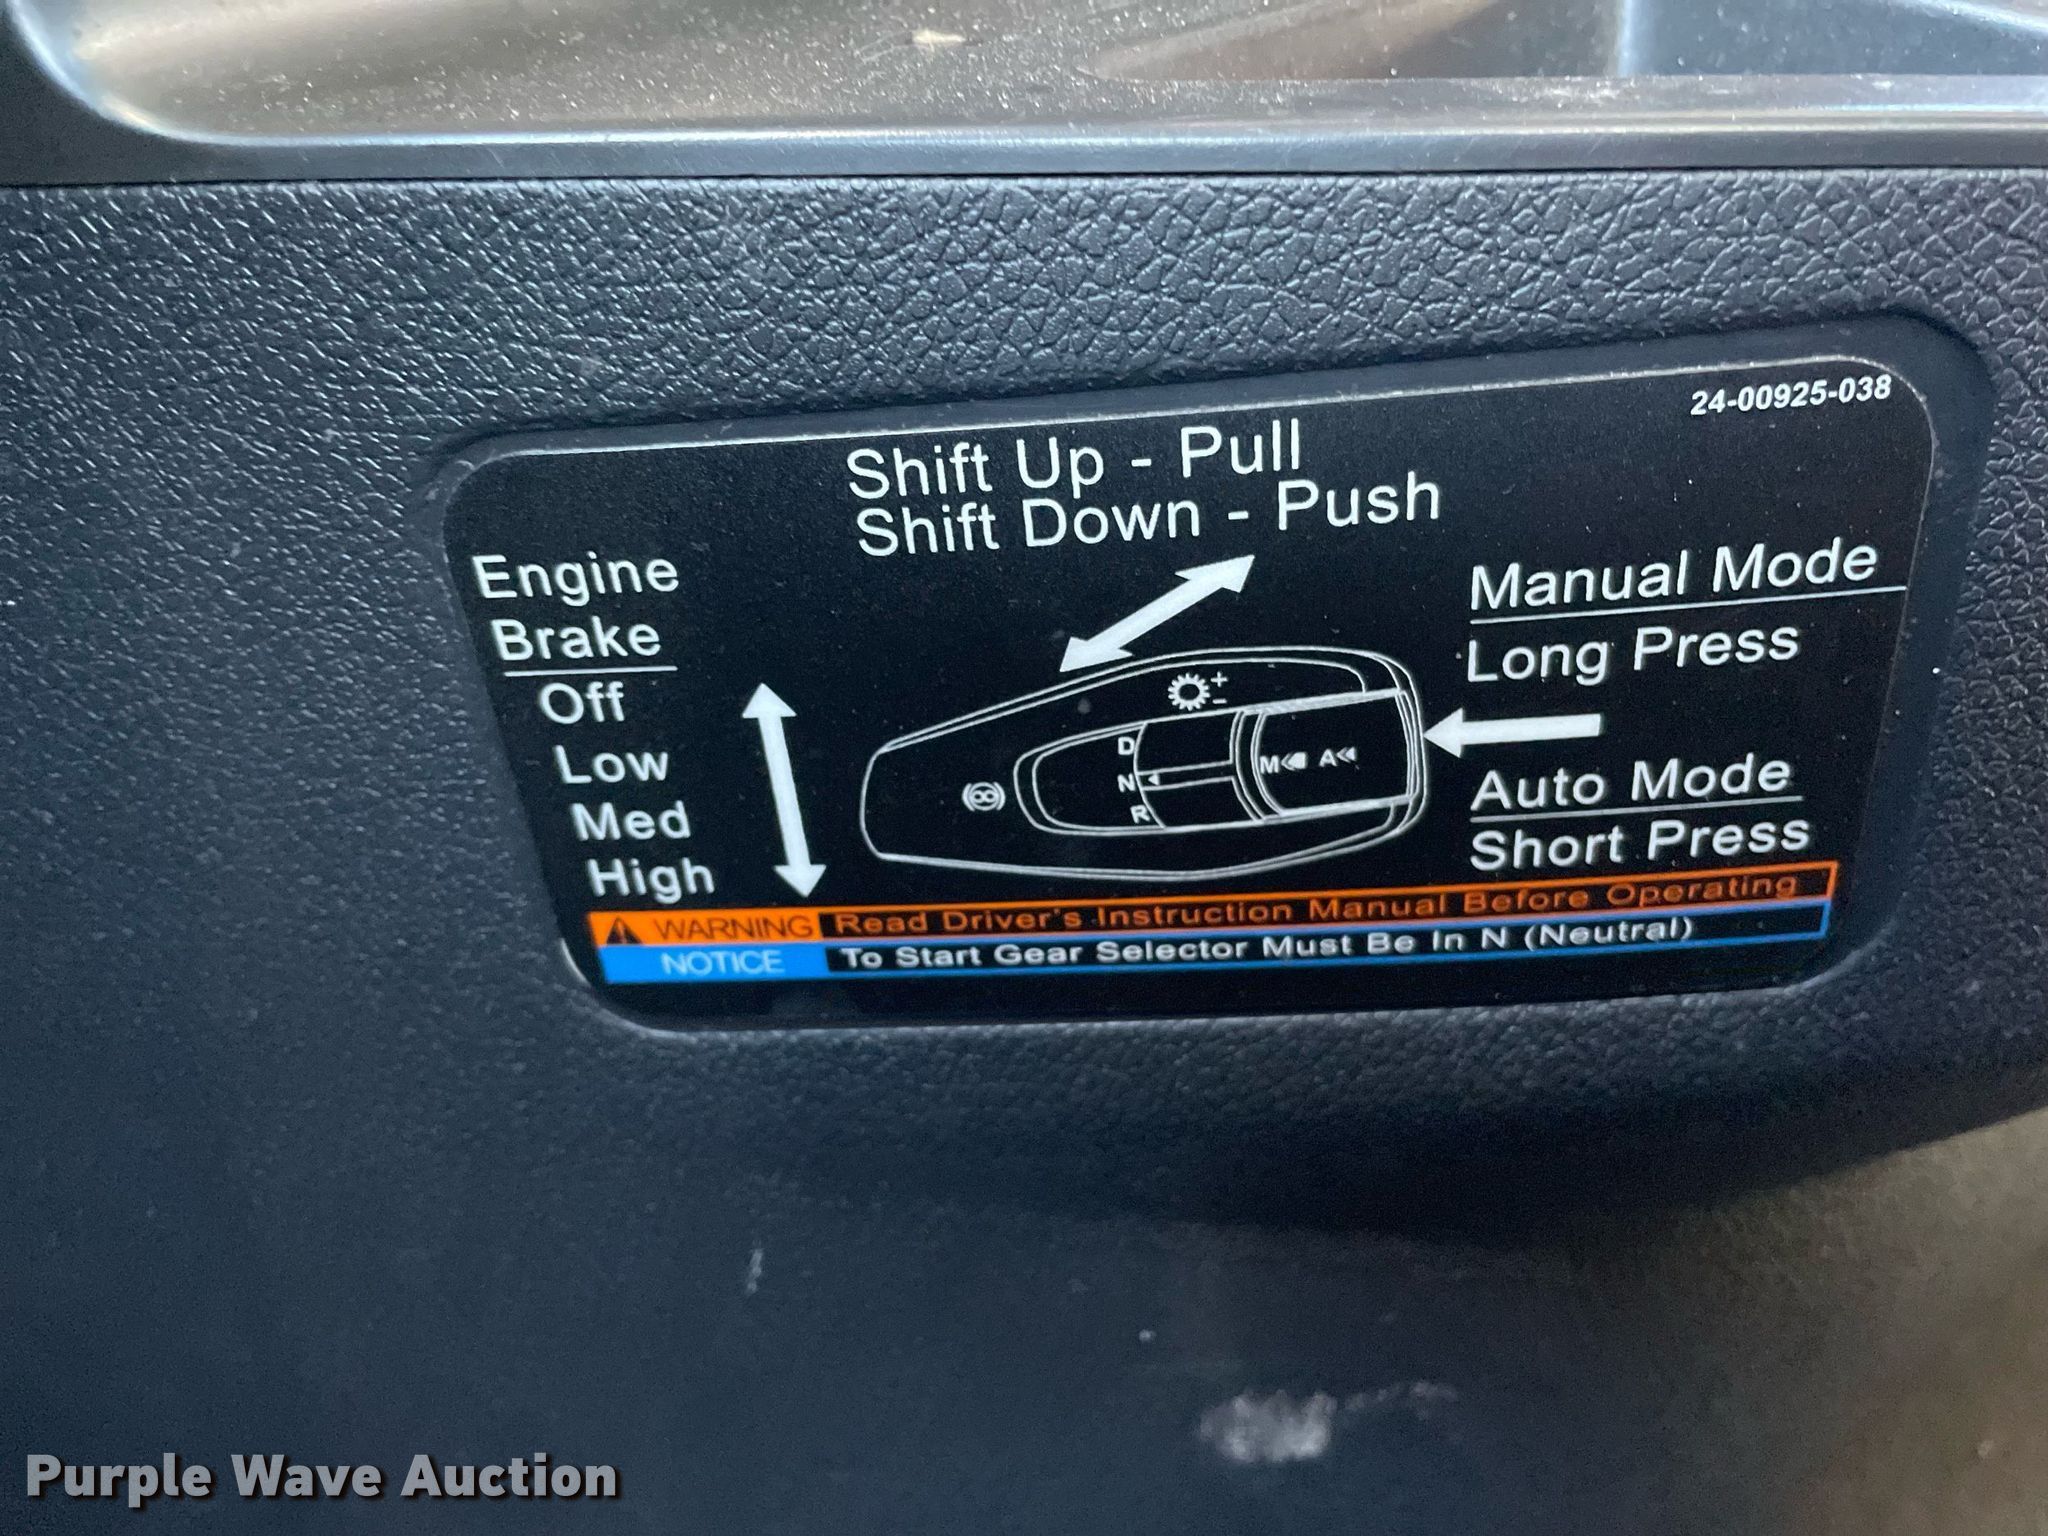 24-00925-038
Shift Up - Pull
Shift Down - Push
Engine
Brake
Off
Low
Med
High
+
-
D
N
R
M A
Manual Mode
Long Press
Auto Mode
Short Press
WARNING Read Driver's Instruction Manual Before Operating
NOTICE To Start Gear Selector Must Be In N (Neutral)
Purple Wave Auction